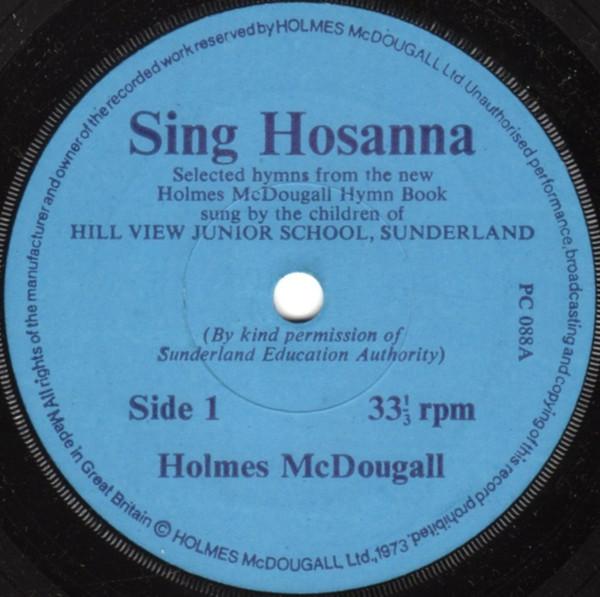 Sing Hosanna
Selected hymns from the new
Holmes McDougall Hymn Book
sung by the children of
HILL VIEW JUNIOR SCHOOL, SUNDERLAND
PC 088A
(By kind permission of
Sunderland Education Authority)
Side 1
33⅓ rpm
Holmes McDougall
All rights of the manufacturer and owner of the recorded work reserved by HOLMES McDOUGALL Ltd Unauthorised performance, broadcasting and copying of this record prohibited.
Made in Great Britain © HOLMES McDOUGALL Ltd., 1973